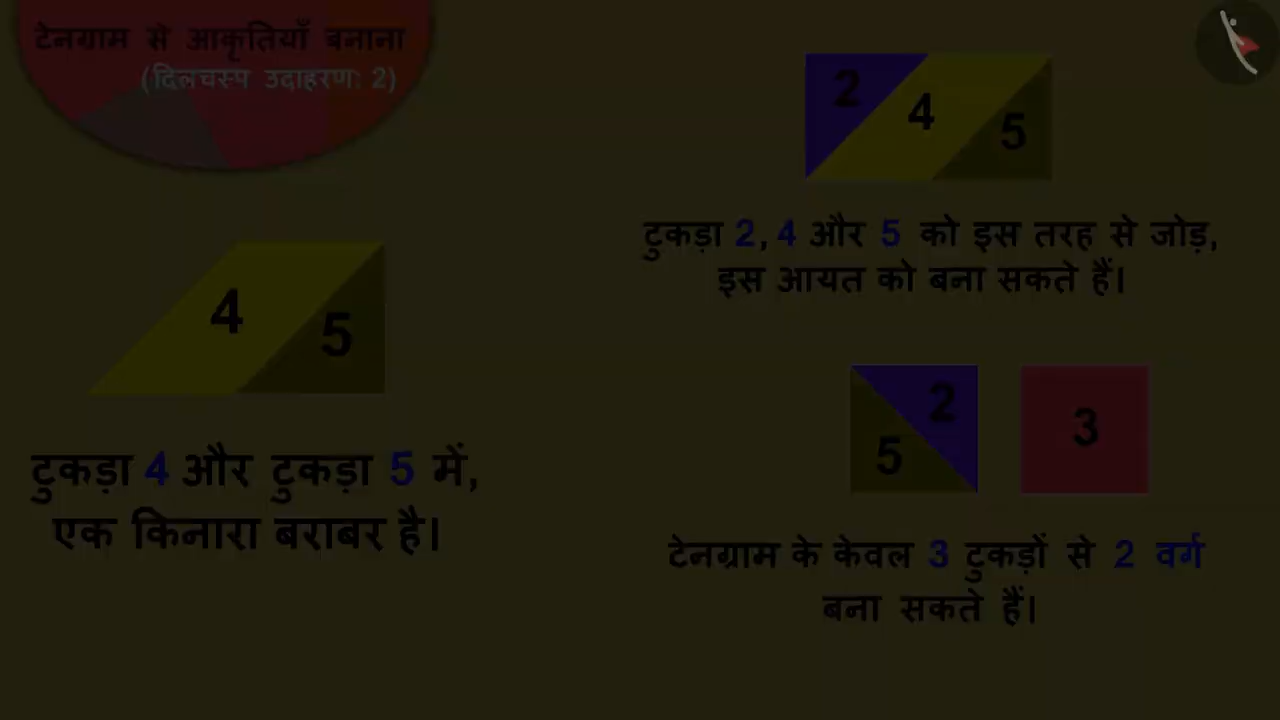 टेनग्राम से आकृतियाँ बनाना
(दिलचस्प उदाहरण: 2)
2
4
5
टुकड़ा 2, 4 और 5 को इस तरह से जोड़,
इस आयत को बना सकते हैं।
4
5
टुकड़ा 4 और टुकड़ा 5 में,
एक किनारा बराबर है।
2
5
3
टेनग्राम के केवल 3 टुकड़ों से 2 वर्ग
बना सकते हैं।